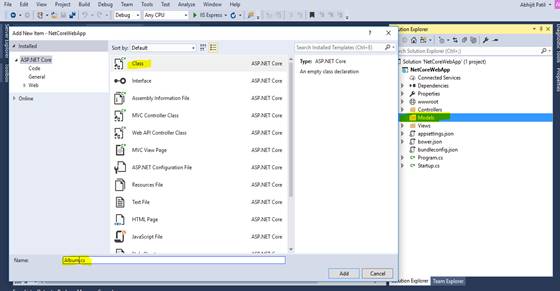 Abhijit Patil
File Edit View Project Build Debug Team Tools Test Analyze Window Help
Debug Any CPU IIS Express
Add New Item - NetCoreWebApp
Installed
ASP.NET Core
Code
General
Web
Online
Sort by: Default
Search Installed Templates (Ctrl+E)
Class ASP.NET Core
Interface ASP.NET Core
Assembly Information File ASP.NET Core
MVC Controller Class ASP.NET Core
Web API Controller Class ASP.NET Core
MVC View Page ASP.NET Core
ASP.NET Configuration File ASP.NET Core
Resources File ASP.NET Core
Text File ASP.NET Core
HTML Page ASP.NET Core
JavaScript File ASP.NET Core
Type: ASP.NET Core
An empty class declaration
Name: Album.cs
Add Cancel
Solution Explorer
Search Solution Explorer (Ctrl+;)
Solution 'NetCoreWebApp' (1 project)
NetCoreWebApp
Connected Services
Dependencies
Properties
wwwroot
Controllers
Models
Views
appsettings.json
bower.json
bundleconfig.json
Program.cs
Startup.cs
Solution Explorer Team Explorer